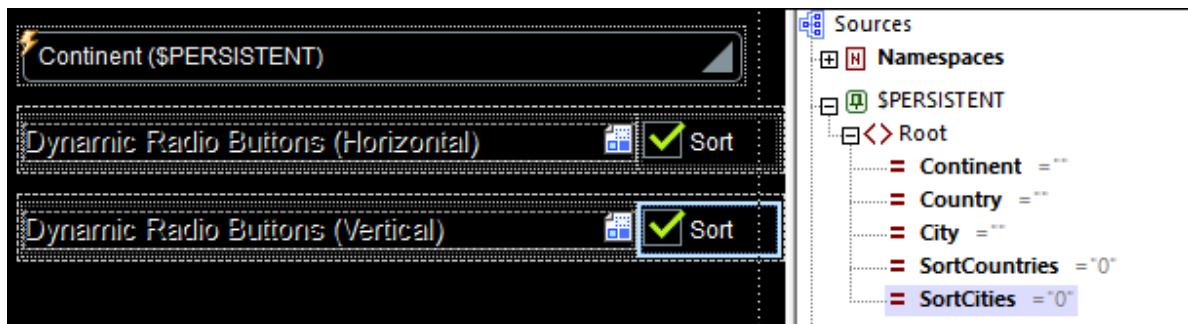 Continent ($PERSISTENT)
Dynamic Radio Buttons (Horizontal)
Sort
Dynamic Radio Buttons (Vertical)
Sort
Sources
N Namespaces
$PERSISTENT
Root
= Continent =""
= Country =""
= City =""
= SortCountries ="0"
= SortCities ="0"